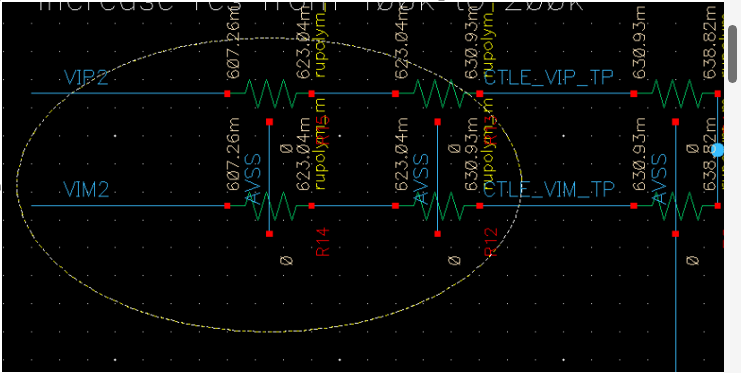 increase res from 100k to 200k
607.26m
623.04m
rupolym_
623.04m
630.93m
rupolym_
630.93m
638.82m
VIP2
CTLE_VIP_TP
607.26m
AVSS
0
623.04m
rupolym_m
623.04m
AVSS
0
630.93m
rupolym_m
630.93m
AVSS
0
638.82m
VIM2
CTLE_VIM_TP
0
R14
0
R12
0